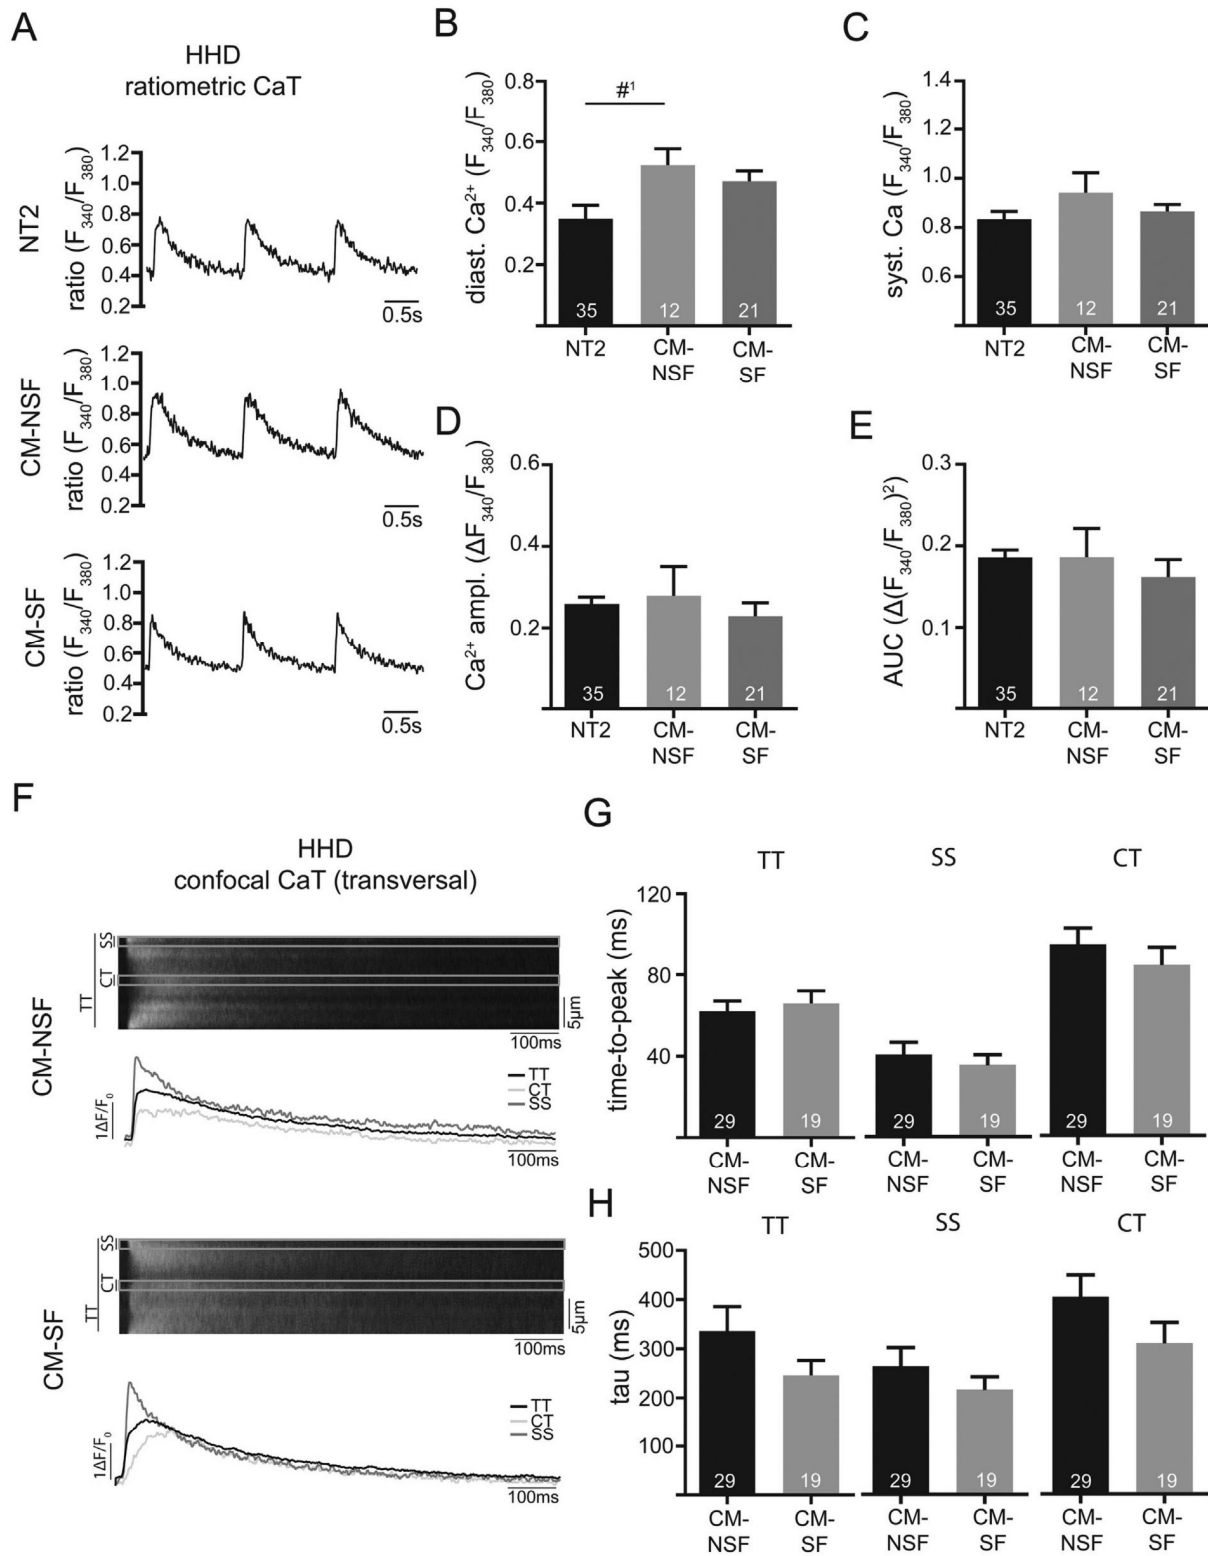 A
HHD
ratiometric CaT
NT2
ratio (F340/F380)
1.2
1.0
0.8
0.6
0.4
0.2
0.5s
CM-NSF
ratio (F340/F380)
1.2
1.0
0.8
0.6
0.4
0.2
0.5s
CM-SF
ratio (F340/F380)
1.2
1.0
0.8
0.6
0.4
0.2
0.5s
B
diast. Ca2+ (F340/F380)
0.8
0.6
0.4
0.2
#1
35
12
21
NT2
CM-
NSF
CM-
SF
C
syst. Ca (F340/F380)
1.4
1.2
1.0
0.8
0.6
35
12
21
NT2
CM-
NSF
CM-
SF
D
Ca2+ ampl. (ΔF340/F380)
0.6
0.4
0.2
35
12
21
NT2
CM-
NSF
CM-
SF
E
AUC (Δ(F340/F380)2)
0.3
0.2
0.1
35
12
21
NT2
CM-
NSF
CM-
SF
F
HHD
confocal CaT (transversal)
CM-NSF
TT
CT
SS
5μm
100ms
1ΔF/F0
TT
CT
SS
100ms
CM-SF
TT
CT
SS
5μm
100ms
1ΔF/F0
TT
CT
SS
100ms
G
TT
SS
CT
time-to-peak (ms)
120
80
40
29
19
29
19
29
19
CM-
NSF
CM-
SF
CM-
NSF
CM-
SF
CM-
NSF
CM-
SF
H
TT
SS
CT
tau (ms)
500
400
300
200
100
29
19
29
19
29
19
CM-
NSF
CM-
SF
CM-
NSF
CM-
SF
CM-
NSF
CM-
SF